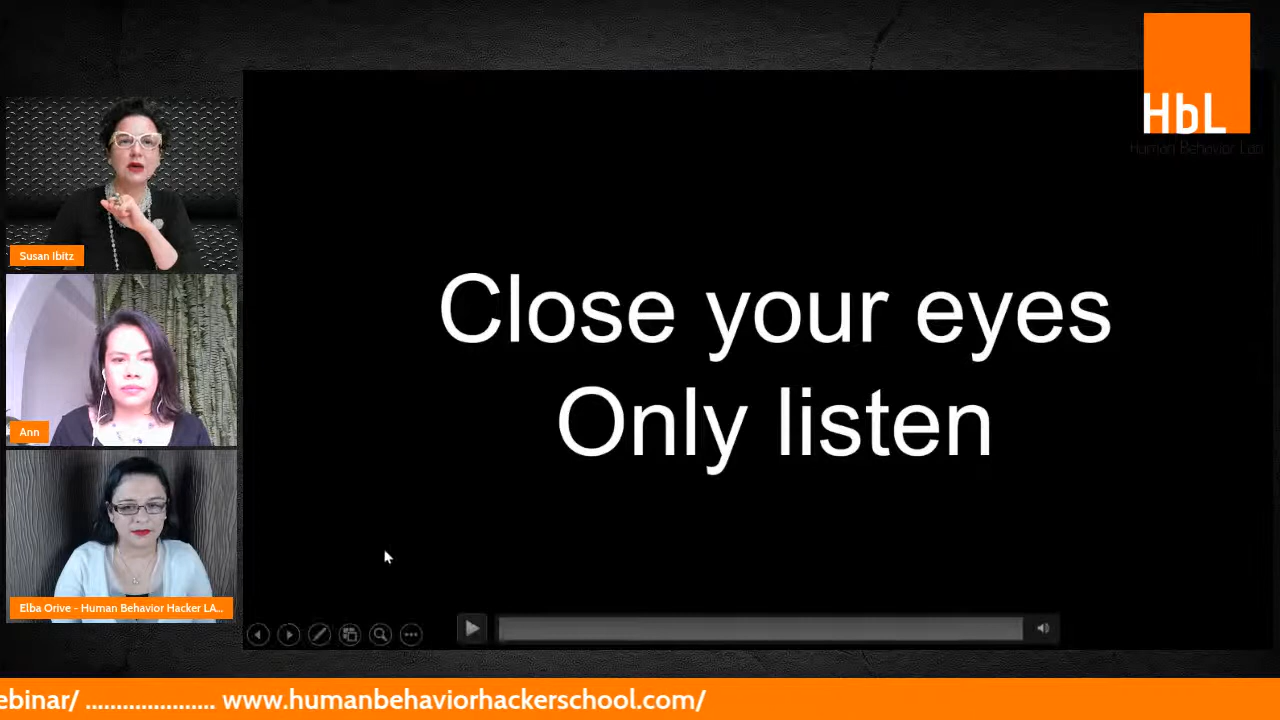 HbL
Human Behavior Lab
Susan Ibitz
Close your eyes
Only listen
Ann
Elba Orive - Human Behavior Hacker LA...
ebinar/ ..................... www.humanbehaviorhackerschool.com/